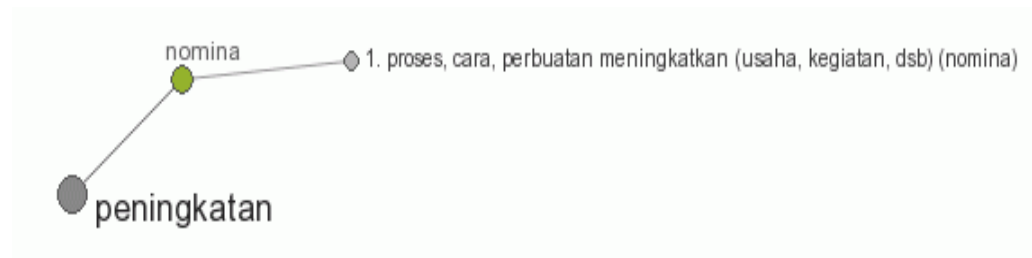 nomina
1. proses, cara, perbuatan meningkatkan (usaha, kegiatan, dsb) (nomina)
peningkatan